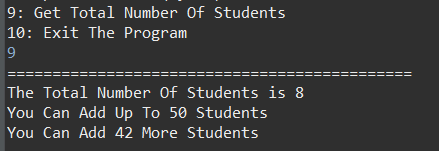 9: Get Total Number Of Students
10: Exit The Program
9
=============================================
The Total Number Of Students is 8
You Can Add Up To 50 Students
You Can Add 42 More Students